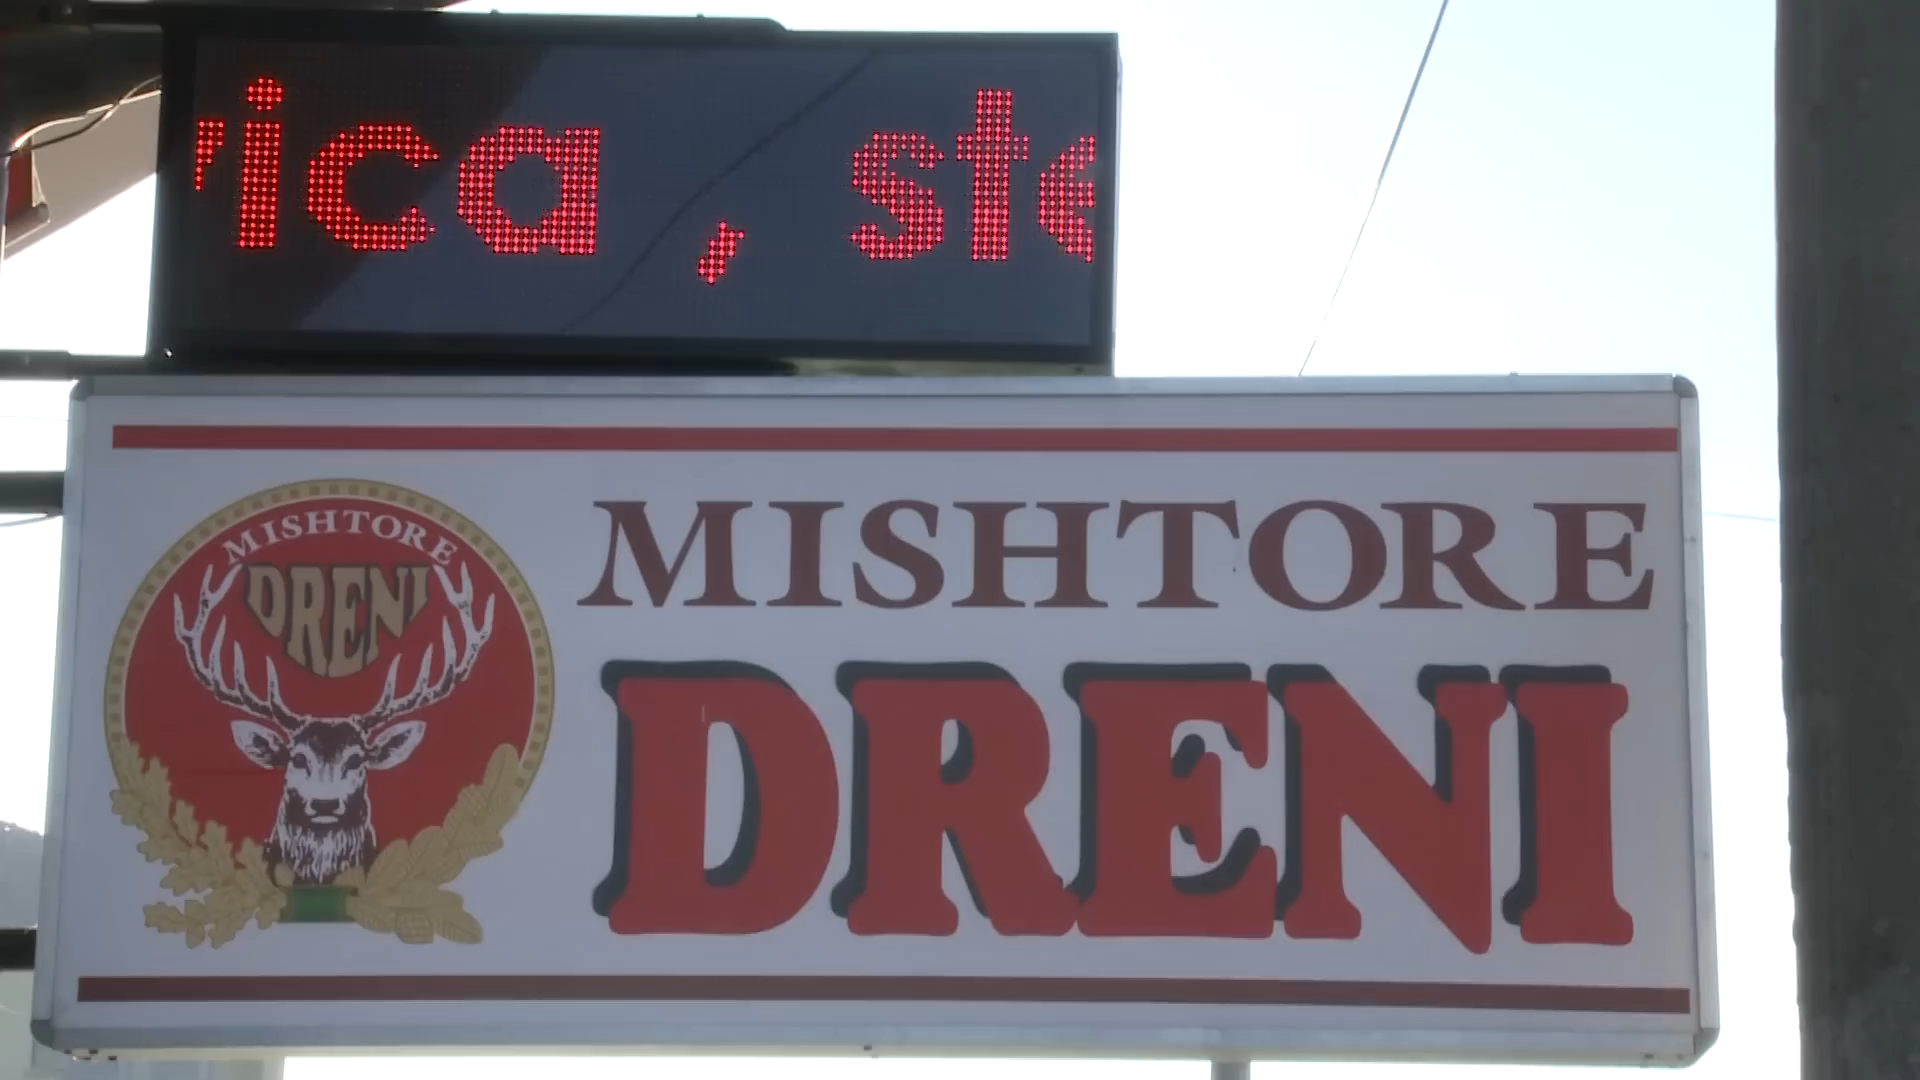 ica, ste
MISHTORE
DRENI
MISHTORE
DRENI